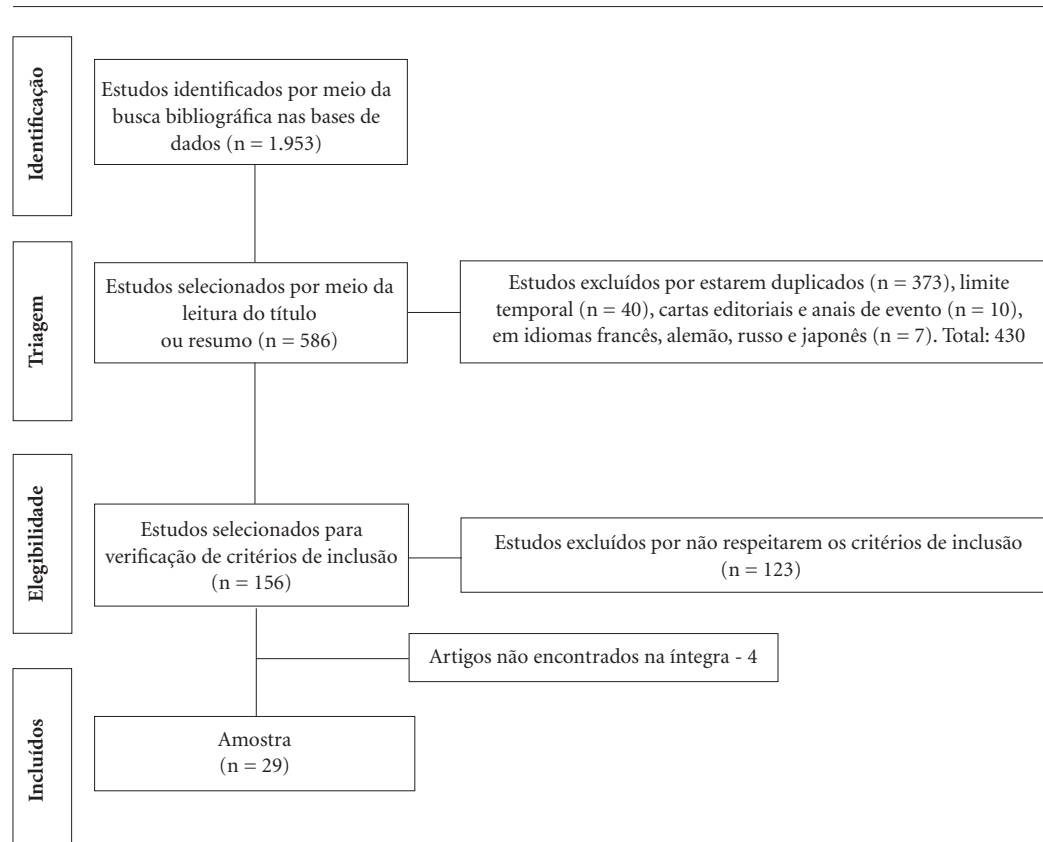 Identificação
Estudos identificados por meio da
busca bibliográfica nas bases de
dados (n = 1.953)
Triagem
Estudos selecionados por meio da
leitura do título
ou resumo (n = 586)
Estudos excluídos por estarem duplicados (n = 373), limite
temporal (n = 40), cartas editoriais e anais de evento (n = 10),
em idiomas francês, alemão, russo e japonês (n = 7). Total: 430
Elegibilidade
Estudos selecionados para
verificação de critérios de inclusão
(n = 156)
Estudos excluídos por não respeitarem os critérios de inclusão
(n = 123)
Artigos não encontrados na íntegra - 4
Incluídos
Amostra
(n = 29)